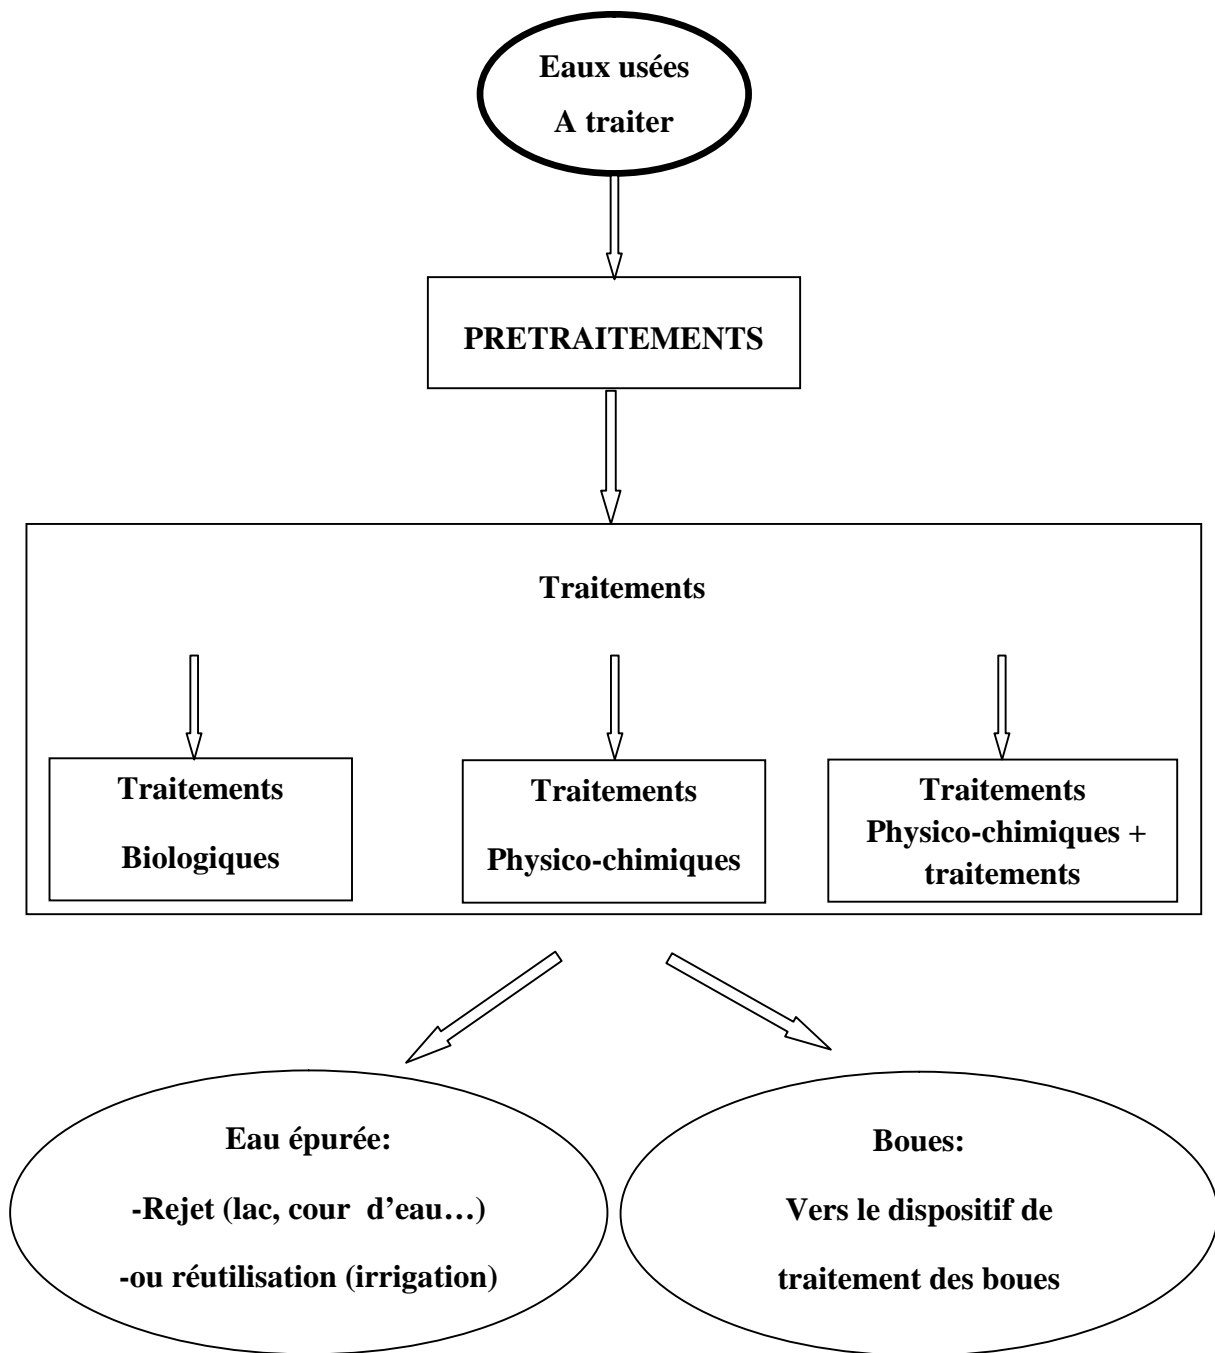 Eaux usées
A traiter
PRETRAITEMENTS
Traitements
Traitements
Biologiques
Traitements
Physico-chimiques
Traitements
Physico-chimiques +
traitements
Eau épurée:
-Rejet (lac, cour d’eau…)
-ou réutilisation (irrigation)
Boues:
Vers le dispositif de
traitement des boues